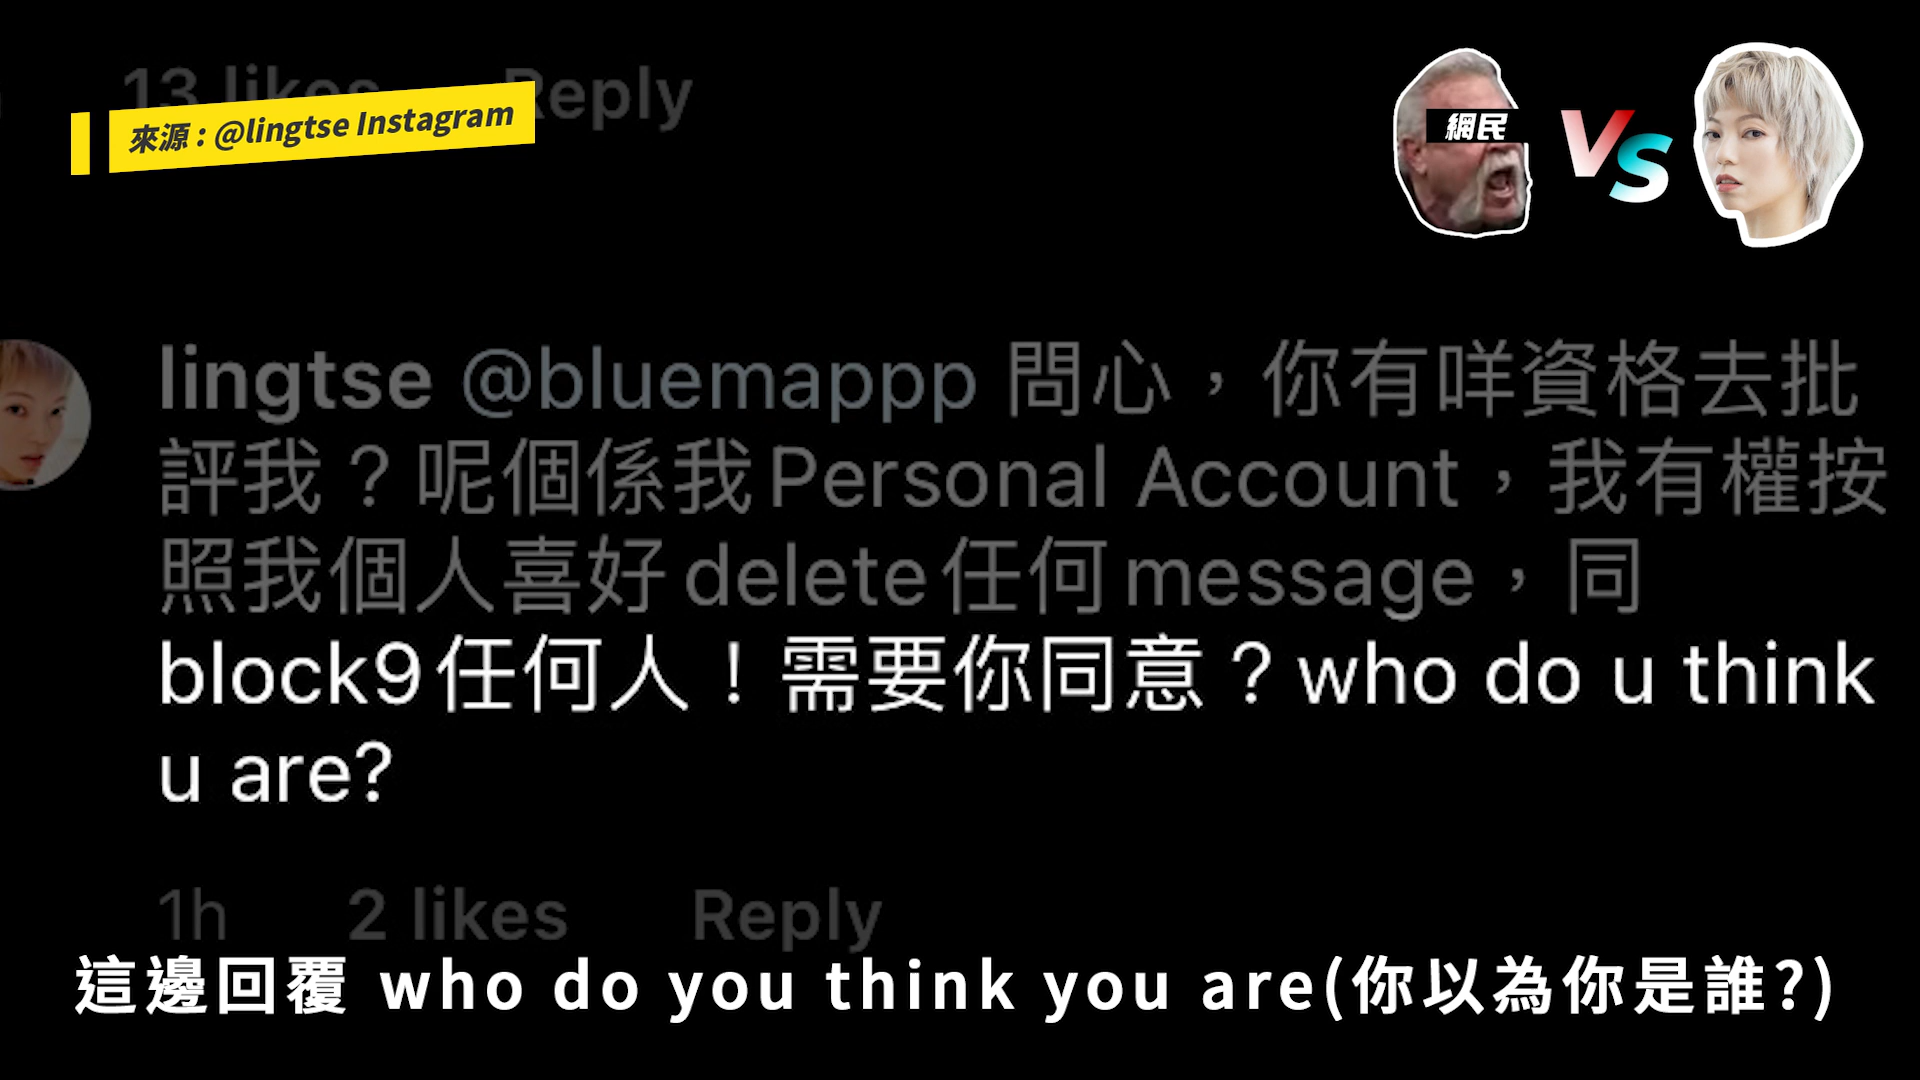 13 likes Reply
來源：@lingtse Instagram
網民
VS
lingtse @bluemappp 問心，你有咩資格去批
評我？呢個係我Personal Account，我有權按
照我個人喜好delete任何message，同
block9任何人！需要你同意？who do u think
u are?
1h 2 likes Reply
這邊回覆 who do you think you are(你以為你是誰?)